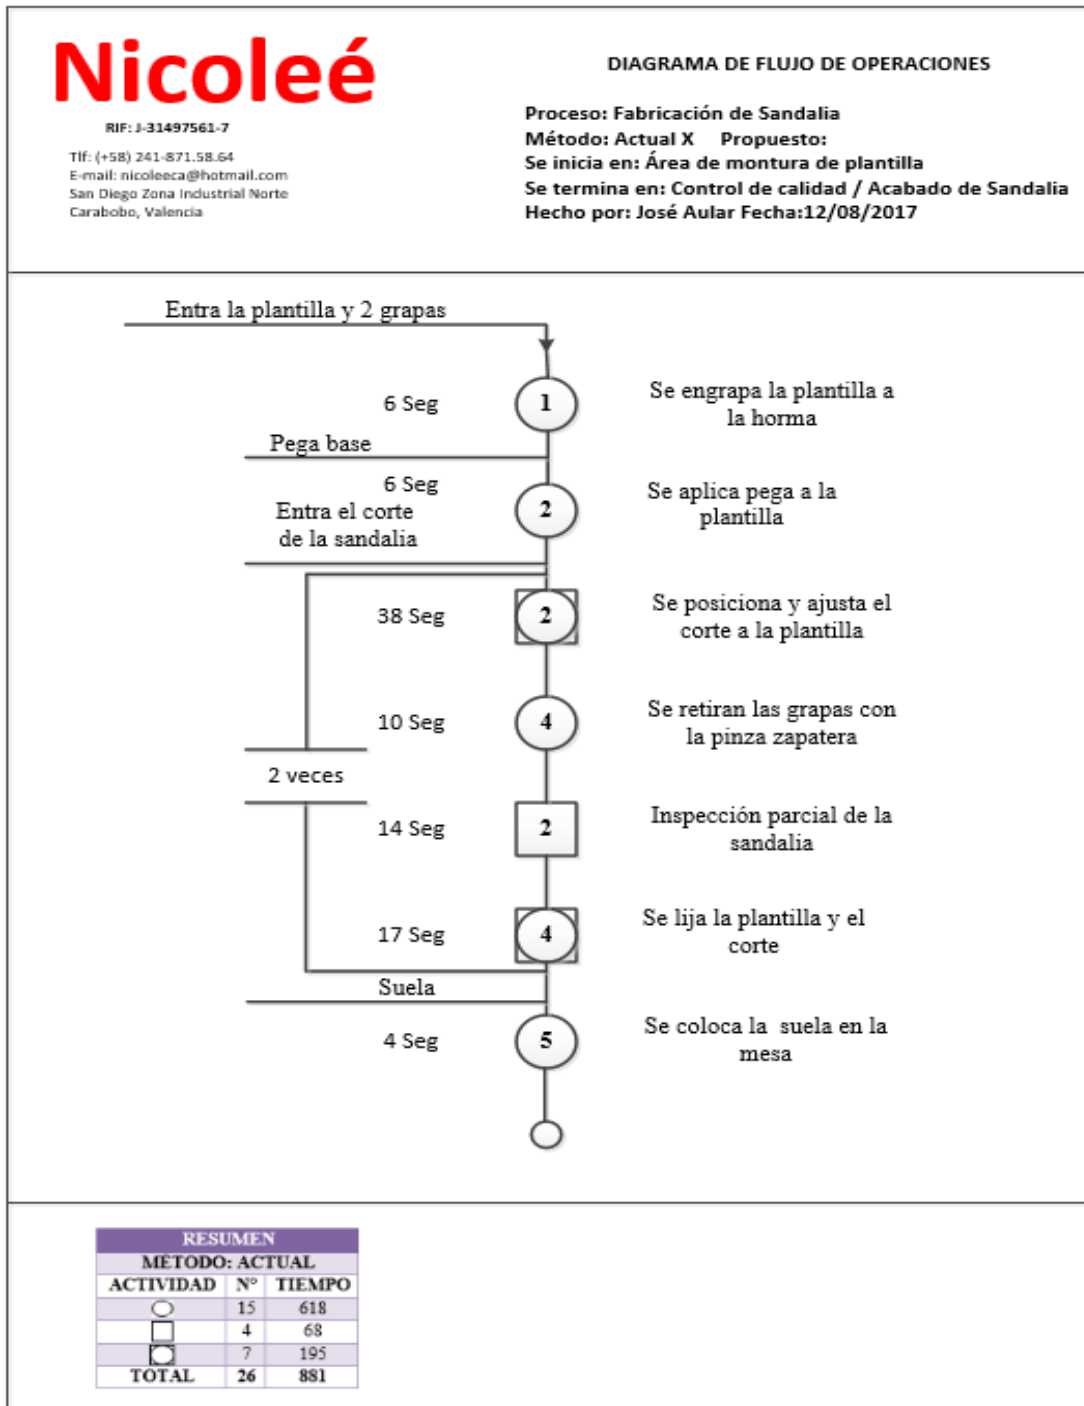 Nicoleé
RIF: J-31497561-7
Tlf: (+58) 241-871.58.64
E-mail: nicoleeca@hotmail.com
San Diego Zona Industrial Norte
Carabobo, Valencia
DIAGRAMA DE FLUJO DE OPERACIONES
Proceso: Fabricación de Sandalia
Método: Actual X Propuesto:
Se inicia en: Área de montura de plantilla
Se termina en: Control de calidad / Acabado de Sandalia
Hecho por: José Aular Fecha:12/08/2017
Entra la plantilla y 2 grapas
6 Seg
1
Se engrapa la plantilla a
la horma
Pega base
6 Seg
2
Se aplica pega a la
plantilla
Entra el corte
de la sandalia
38 Seg
2
Se posiciona y ajusta el
corte a la plantilla
10 Seg
4
Se retiran las grapas con
la pinza zapatera
2 veces
14 Seg
2
Inspección parcial de la
sandalia
17 Seg
4
Se lija la plantilla y el
corte
Suela
4 Seg
5
Se coloca la suela en la
mesa
RESUMEN
MÉTODO: ACTUAL
ACTIVIDAD N° TIEMPO
15 618
4 68
7 195
TOTAL 26 881